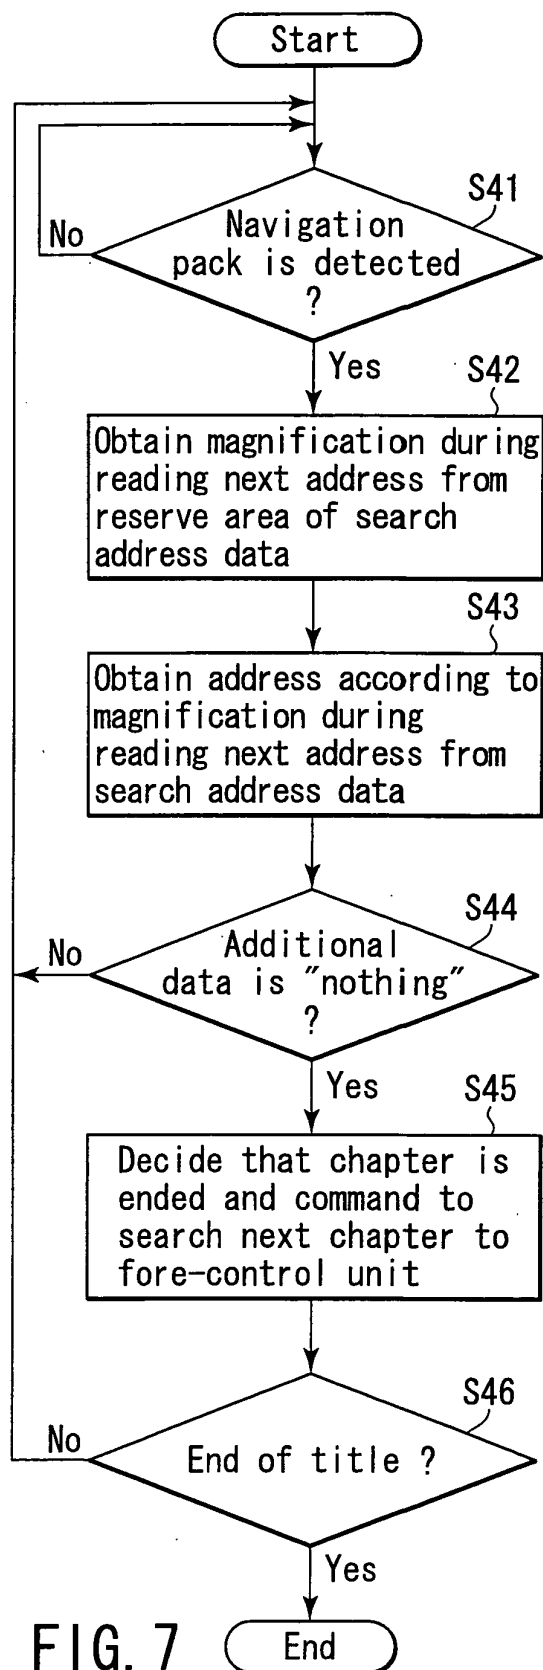 Start
S41
No
Navigation
pack is detected
?
Yes
S42
Obtain magnification during
reading next address from
reserve area of search
address data
S43
Obtain address according to
magnification during
reading next address from
search address data
S44
No
Additional
data is "nothing"
?
Yes
S45
Decide that chapter is
ended and command to
search next chapter to
fore-control unit
S46
No
End of title ?
Yes
FIG. 7
End